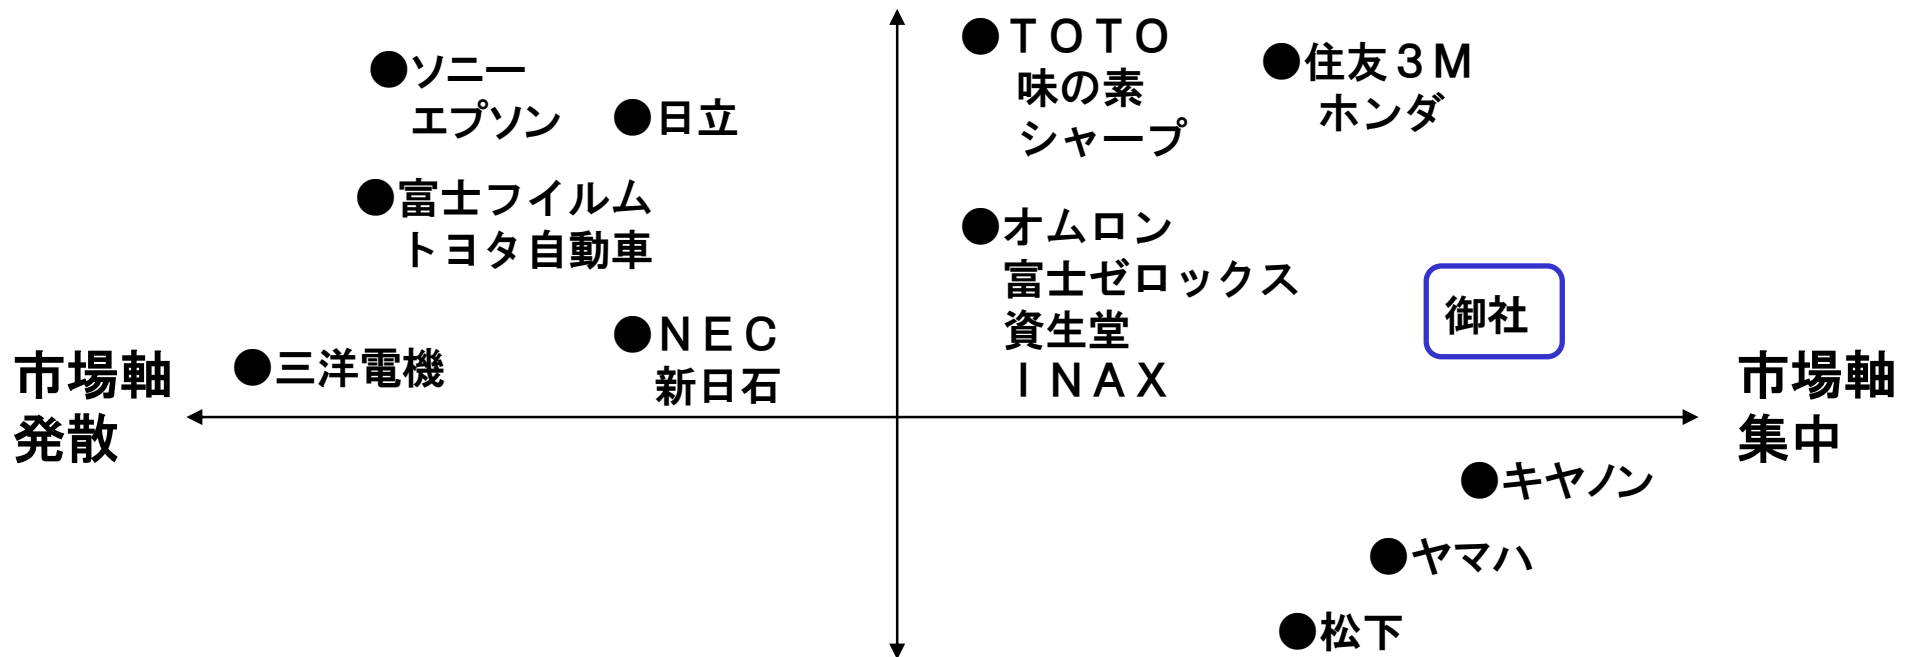 ●ソニー
エプソン
●日立
●富士フイルム
トヨタ自動車
●三洋電機
●ＮＥＣ
新日石
市場軸
発散
●ＴＯＴＯ
味の素
シャープ
●住友３Ｍ
ホンダ
●オムロン
富士ゼロックス
資生堂
ＩＮＡＸ
御社
市場軸
集中
●キヤノン
●ヤマハ
●松下